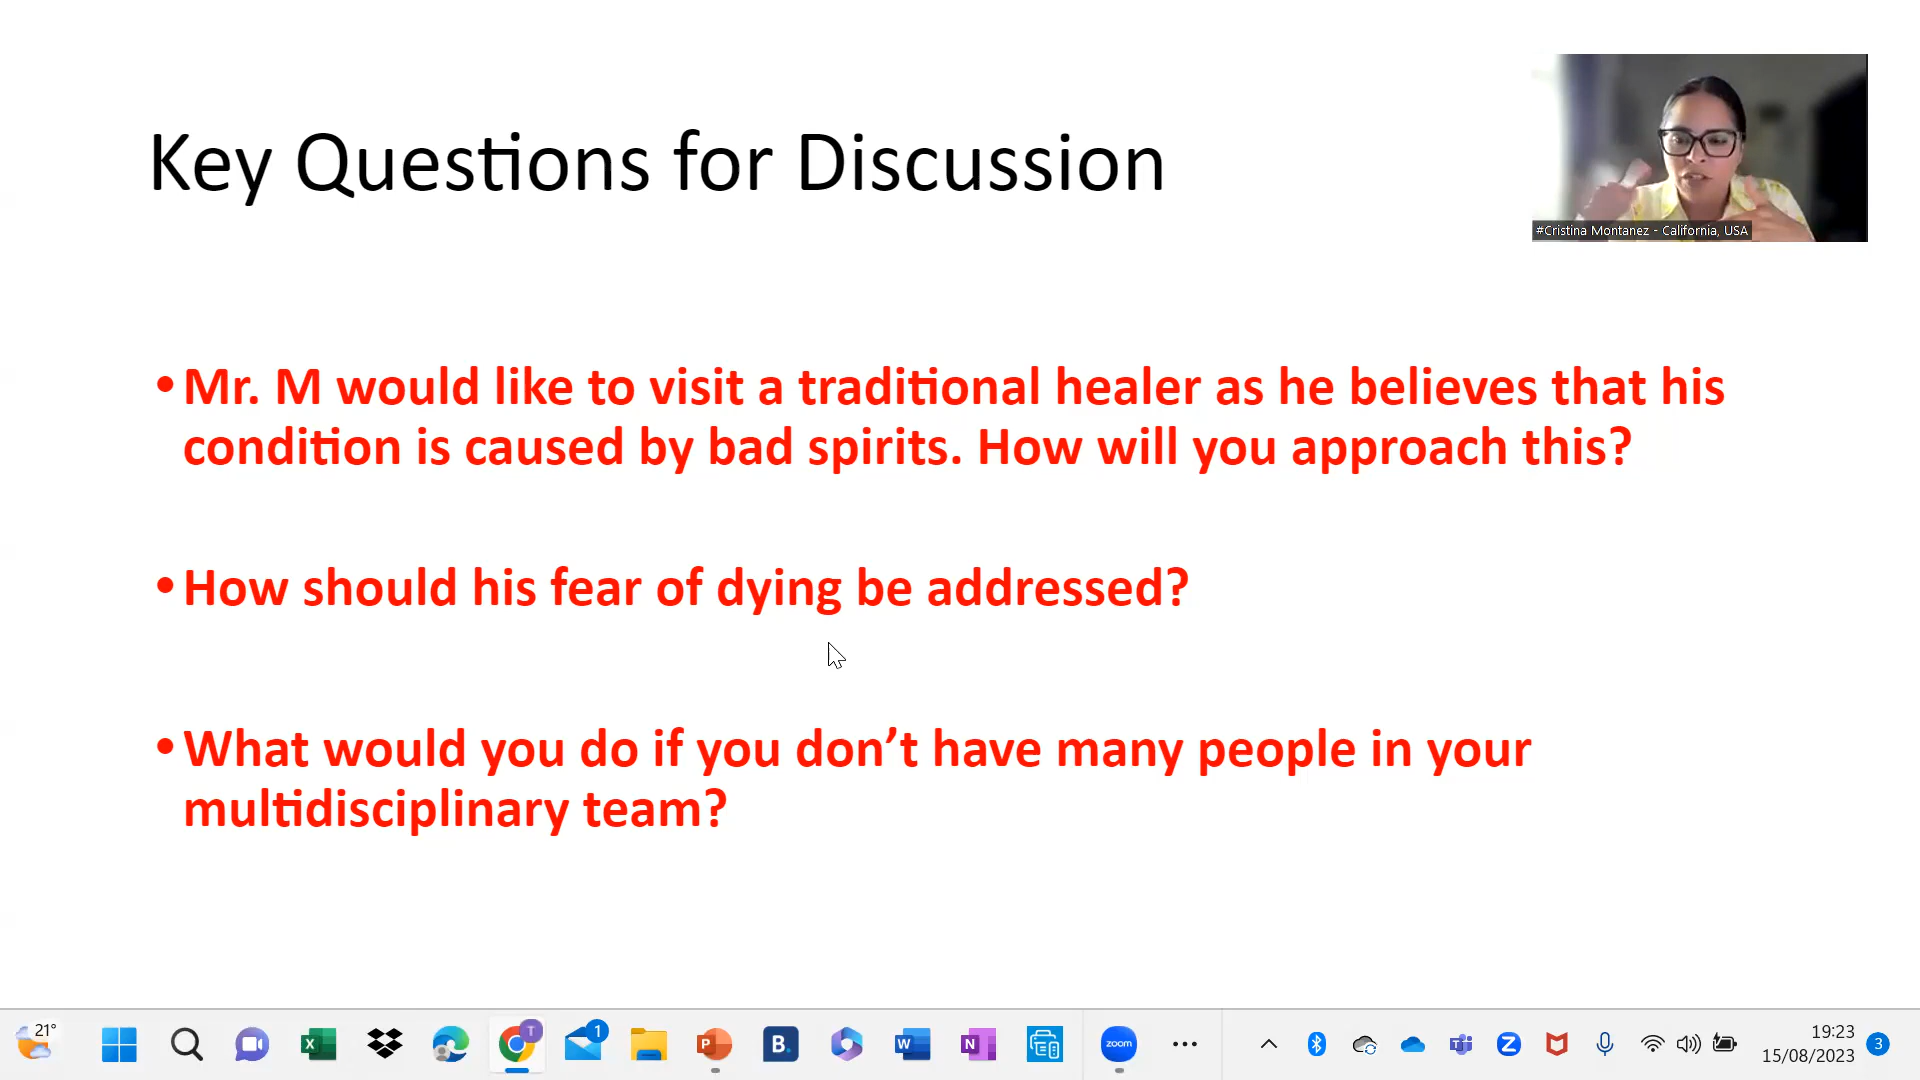 Key Questions for Discussion
#Cristina Montanez - California, USA
•Mr. M would like to visit a traditional healer as he believes that his
condition is caused by bad spirits. How will you approach this?
•How should his fear of dying be addressed?
•What would you do if you don’t have many people in your
multidisciplinary team?
21°
X
T
1
P
B.
W
N
zoom
Z
19:23
15/08/2023
3